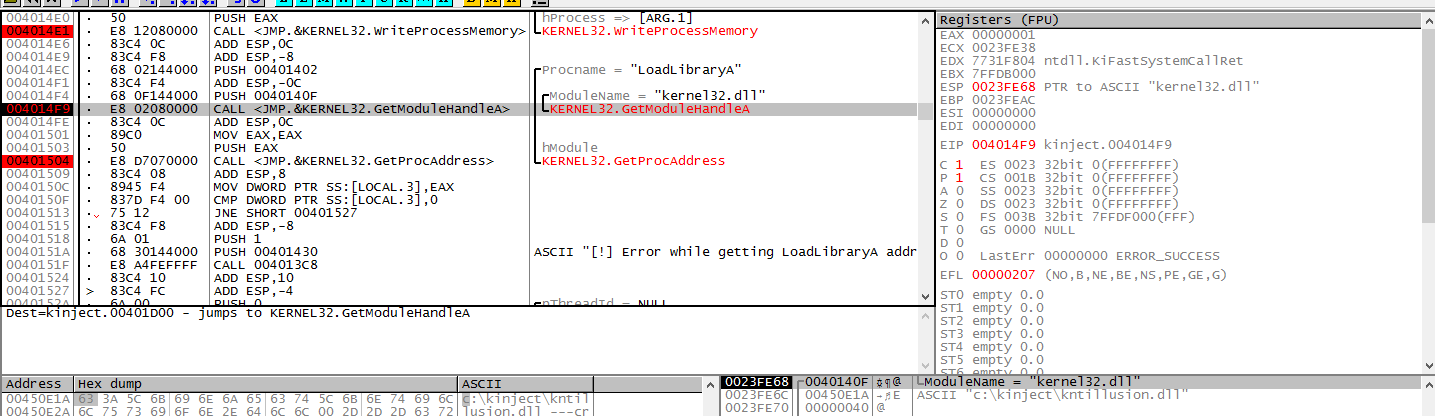 004014E0 . 50 PUSH EAX hProcess => [ARG.1]
004014E1 . E8 12080000 CALL <JMP.&KERNEL32.WriteProcessMemory> KERNEL32.WriteProcessMemory
004014E6 . 83C4 0C ADD ESP,0C
004014E9 . 83C4 F8 ADD ESP,-8
004014EC . 68 02144000 PUSH 00401402 Procname = "LoadLibraryA"
004014F1 . 83C4 F4 ADD ESP,-0C
004014F4 . 68 0F144000 PUSH 0040140F ModuleName = "kernel32.dll"
004014F9 . E8 02080000 CALL <JMP.&KERNEL32.GetModuleHandleA> KERNEL32.GetModuleHandleA
004014FE . 83C4 0C ADD ESP,0C
00401501 . 89C0 MOV EAX,EAX
00401503 . 50 PUSH EAX hModule
00401504 . E8 D7070000 CALL <JMP.&KERNEL32.GetProcAddress> KERNEL32.GetProcAddress
00401509 . 83C4 08 ADD ESP,8
0040150C . 8945 F4 MOV DWORD PTR SS:[LOCAL.3],EAX
0040150F . 837D F4 00 CMP DWORD PTR SS:[LOCAL.3],0
00401513 . 75 12 JNE SHORT 00401527
00401515 . 83C4 F8 ADD ESP,-8
00401518 . 6A 01 PUSH 1
0040151A . 68 30144000 PUSH 00401430 ASCII "[!] Error while getting LoadLibraryA addr
0040151F . E8 A4FEFFFF CALL 004013C8
00401524 . 83C4 10 ADD ESP,10
00401527 > 83C4 FC ADD ESP,-4
0040152A . 6A 00 PUSH 0 pThreadId = NULL
Dest=kinject.00401D00 - jumps to KERNEL32.GetModuleHandleA
Registers (FPU)
EAX 00000001
ECX 0023FE38
EDX 7731F804 ntdll.KiFastSystemCallRet
EBX 7FFDB000
ESP 0023FE68 PTR to ASCII "kernel32.dll"
EBP 0023FEAC
ESI 00000000
EDI 00000000
EIP 004014F9 kinject.004014F9
C 1 ES 0023 32bit 0(FFFFFFFF)
P 1 CS 001B 32bit 0(FFFFFFFF)
A 0 SS 0023 32bit 0(FFFFFFFF)
Z 0 DS 0023 32bit 0(FFFFFFFF)
S 0 FS 003B 32bit 7FFDF000(FFF)
T 0 GS 0000 NULL
D 0
O 0 LastErr 00000000 ERROR_SUCCESS
EFL 00000207 (NO,B,NE,BE,NS,PE,GE,G)
ST0 empty 0.0
ST1 empty 0.0
ST2 empty 0.0
ST3 empty 0.0
ST4 empty 0.0
ST5 empty 0.0
ST6 empty 0.0
Address Hex dump ASCII
00450E1A 63 3A 5C 6B 69 6E 6A 65 63 74 5C 6B 6E 74 69 6C c:\kinject\kntil
00450E2A 6C 75 73 69 6F 6E 2E 64 6C 6C 00 2D 2D 2D 63 72 lusion.dll ---cr
0023FE68 0040140F ModuleName = "kernel32.dll"
0023FE6C 00450E1A ASCII "c:\kinject\kntillusion.dll"
0023FE70 00000040 @